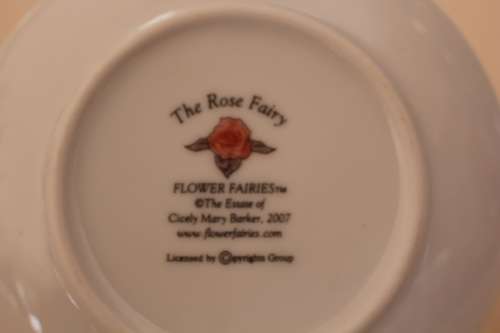 The Rose Fairy
FLOWER FAIRIES™
©The Estate of
Cicely Mary Barker, 2007
www.flowerfairies.com
Licensed by Copyrights Group